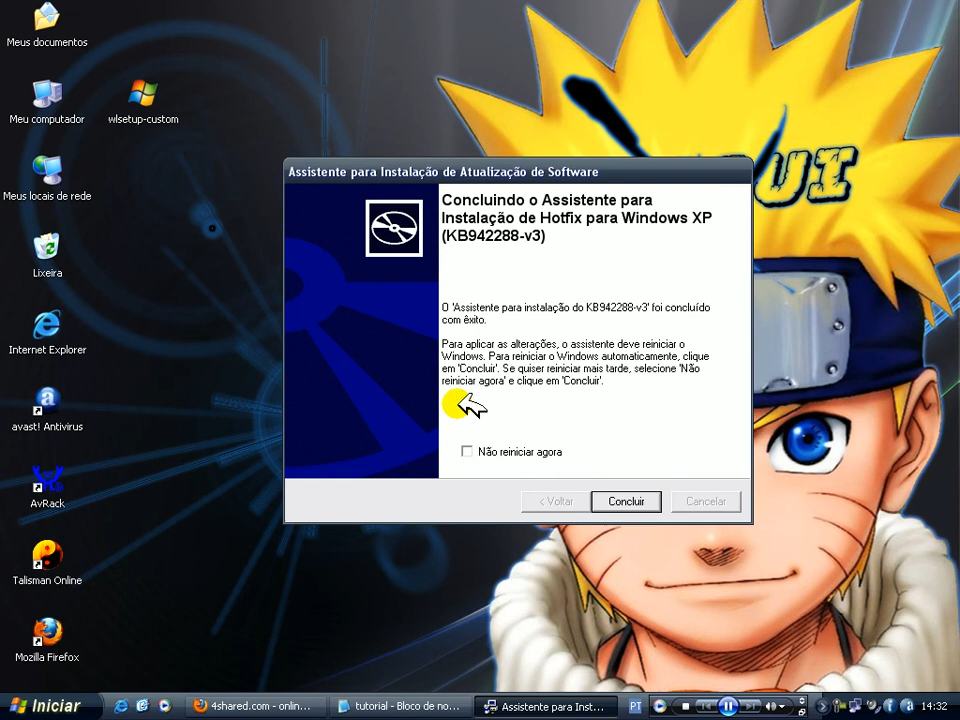 Meus documentos
Meu computador
wlsetup-custom
Meus locais de rede
Lixeira
Internet Explorer
avast! Antivirus
AvRack
Talisman Online
Mozilla Firefox
Assistente para Instalação de Atualização de Software
Concluindo o Assistente para
Instalação de Hotfix para Windows XP
(KB942288-v3)
O 'Assistente para instalação do KB942288-v3' foi concluído
com êxito.
Para aplicar as alterações, o assistente deve reiniciar o
Windows. Para reiniciar o Windows automaticamente, clique
em 'Concluir'. Se quiser reiniciar mais tarde, selecione 'Não
reiniciar agora' e clique em 'Concluir'.
Não reiniciar agora
< Voltar
Concluir
Cancelar
Iniciar
4shared.com - onlin...
tutorial - Bloco de no...
Assistente para Inst...
PT
14:32